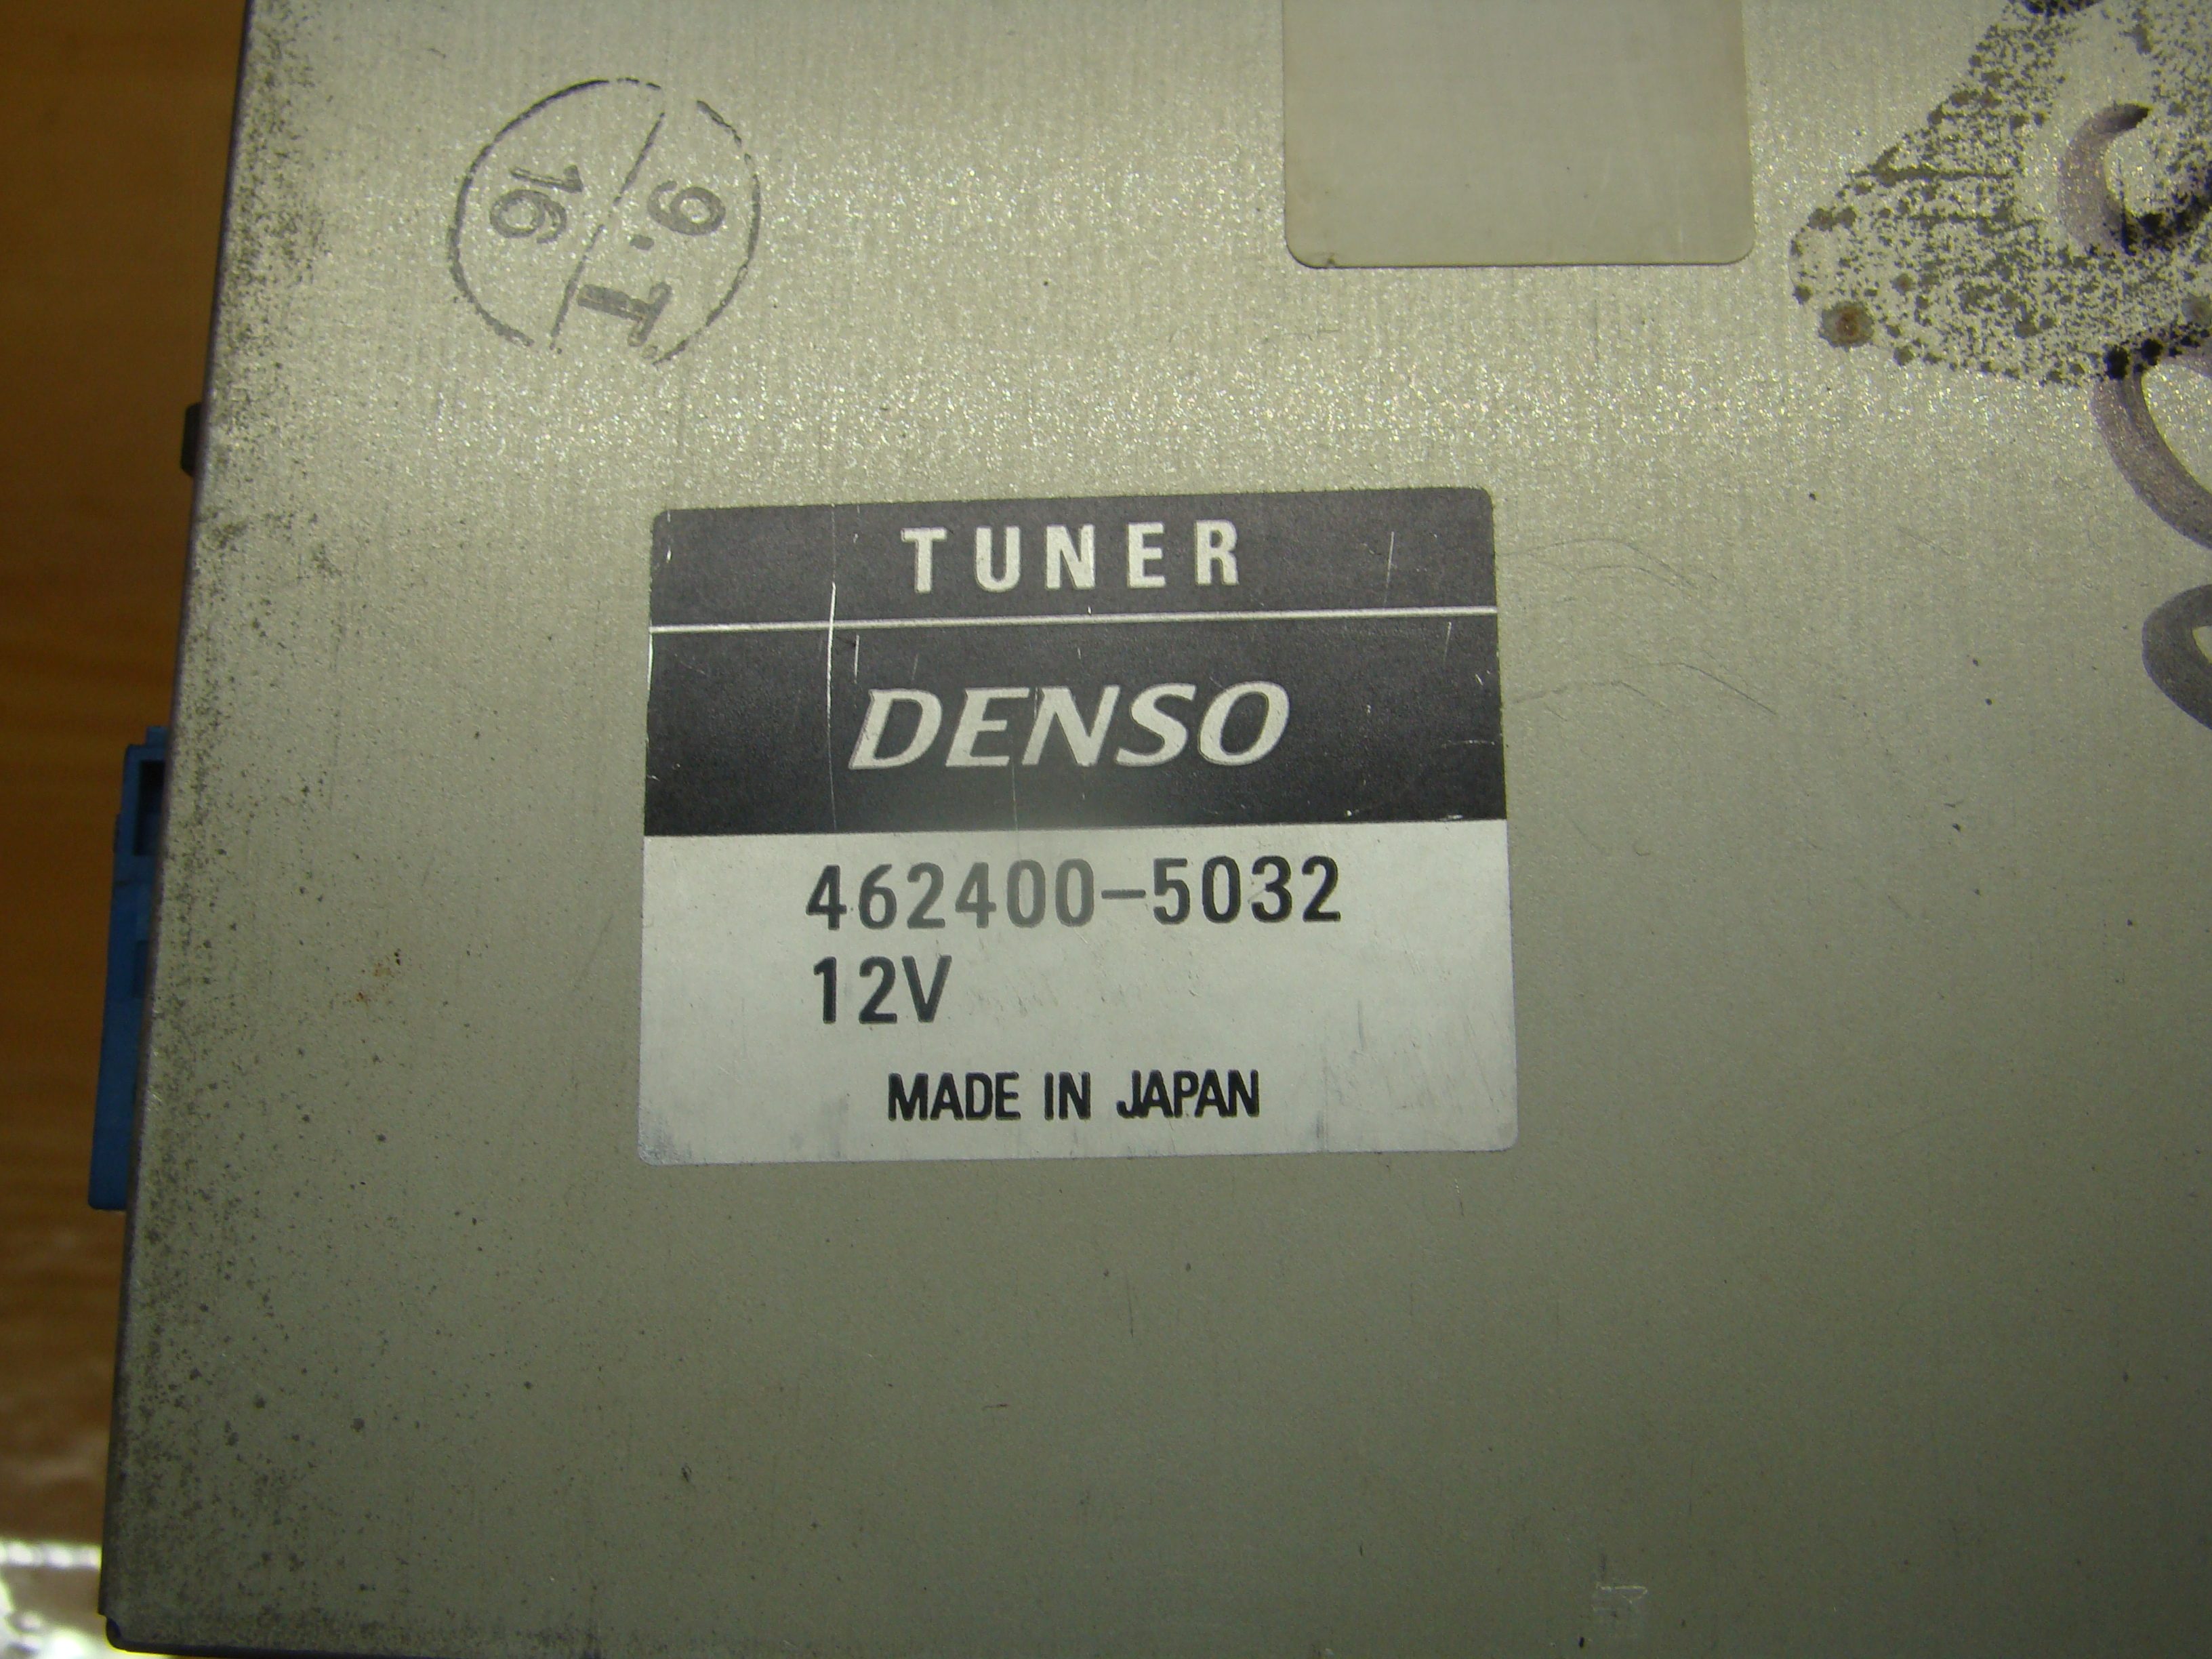 9.T
16
TUNER
DENSO
462400-5032
12V
MADE IN JAPAN